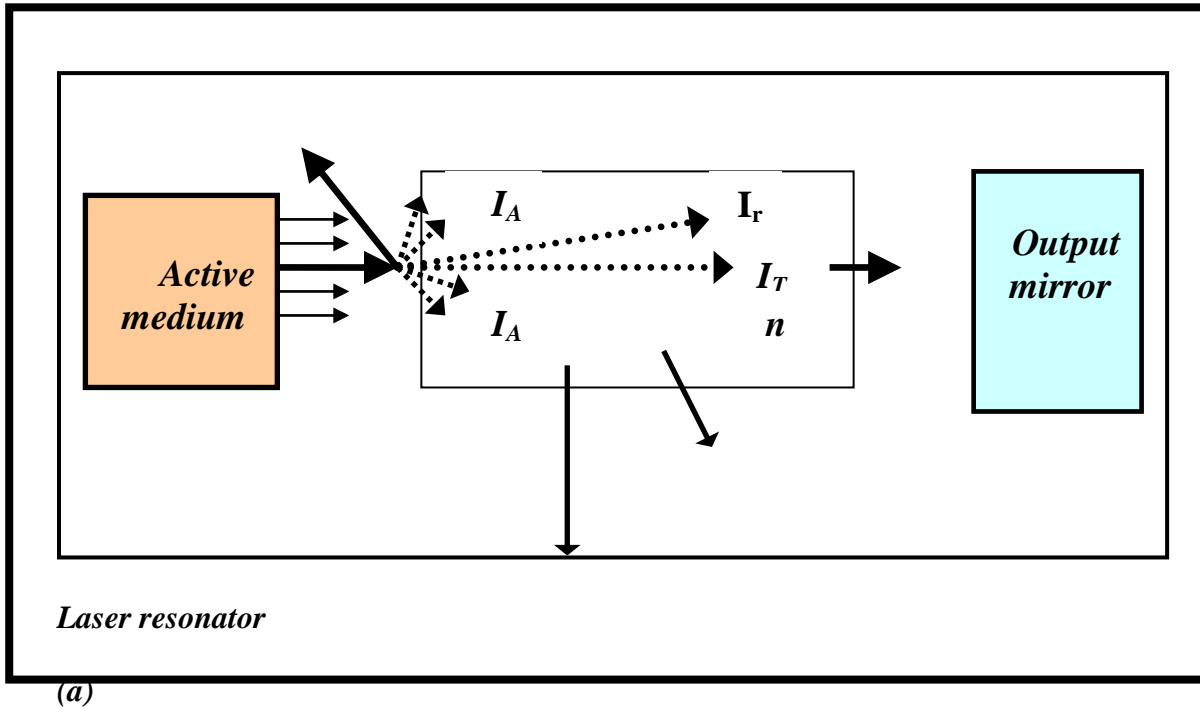 I_A
I_r
Output
mirror
Active
medium
I_T
n
I_A
Laser resonator
(a)